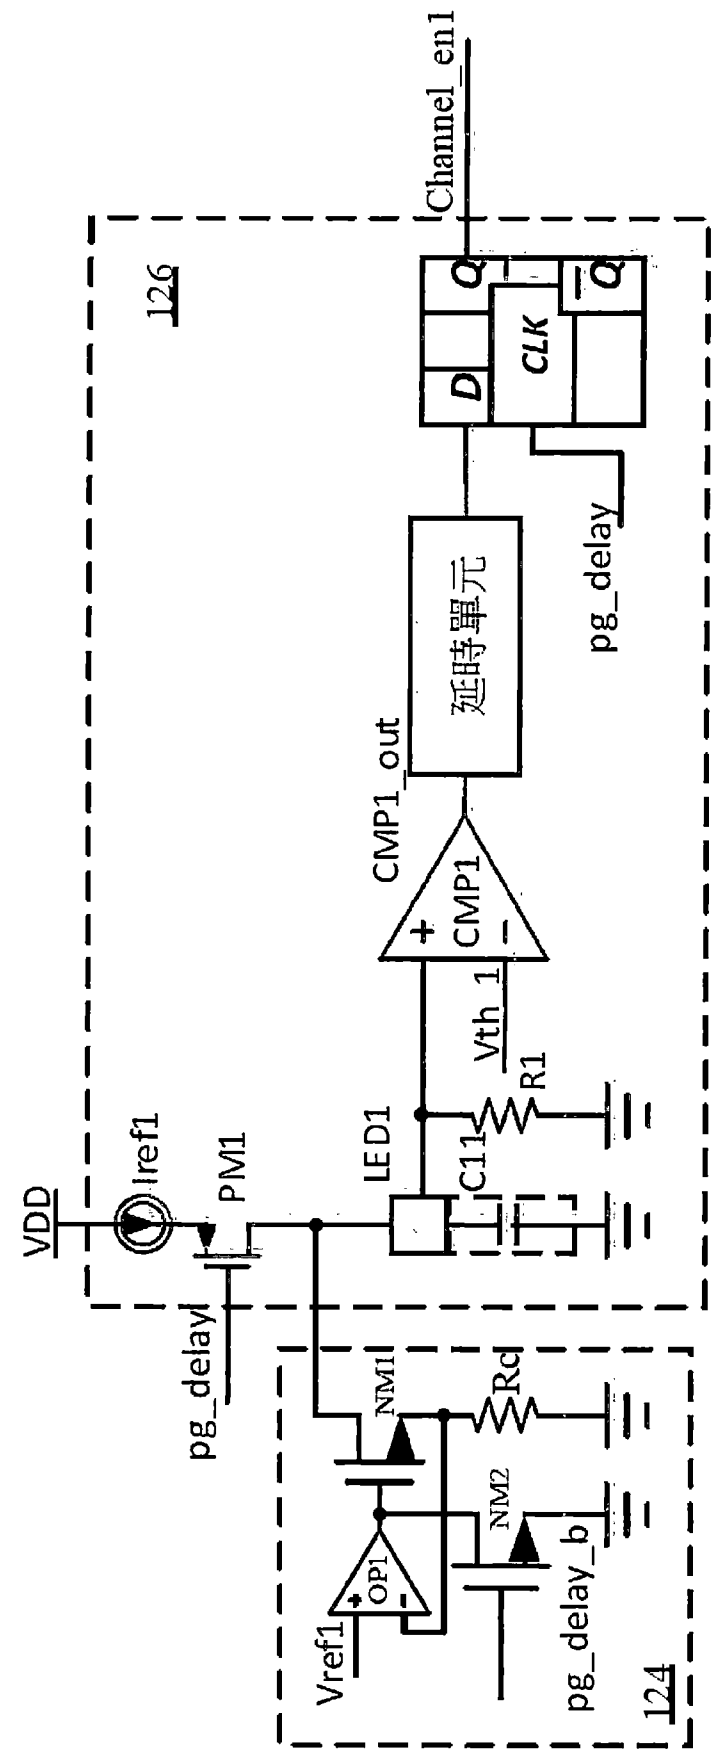 VDD
Iref1
pg_delay
PM1
126
LED1
C11
R1
Vth_1
+
−
CMP1
CMP1_out
延時單元
D
Q
CLK
Q
pg_delay
Channel_en1
Vref1
+
−
OP1
NM1
Rc
NM2
pg_delay_b
124